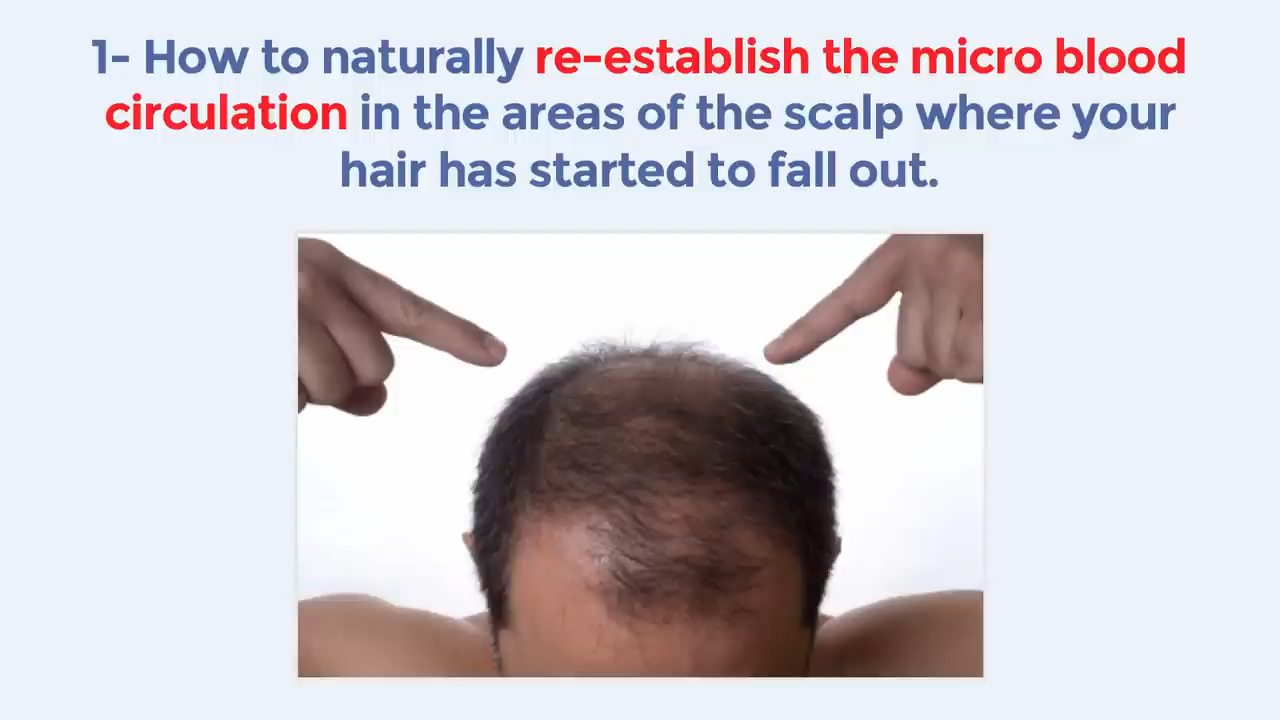 1- How to naturally re-establish the micro blood
circulation in the areas of the scalp where your
hair has started to fall out.